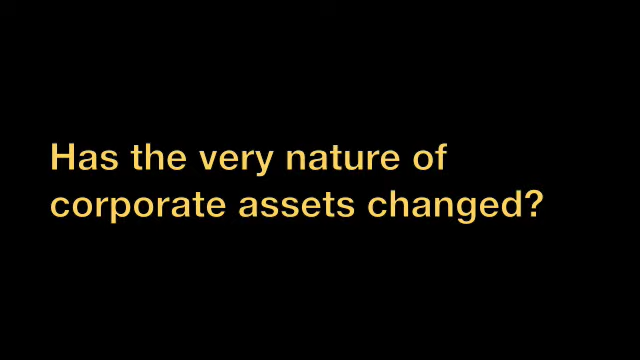 Has the very nature of
corporate assets changed?